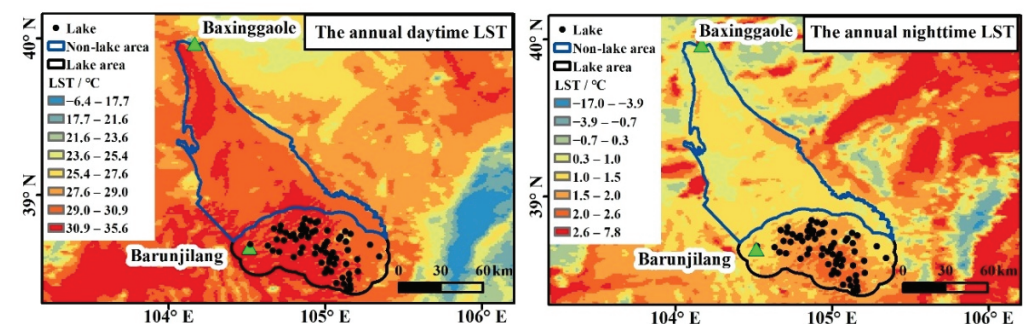 Baxinggaole
The annual daytime LST
Lake
Non-lake area
Lake area
LST / °C
−6.4 – 17.7
17.7 – 21.6
21.6 – 23.6
23.6 – 25.4
25.4 – 27.6
27.6 – 29.0
29.0 – 30.9
30.9 – 35.6
40° N
39° N
Barunjilang
0 30 60 km
104° E 105° E 106° E
Baxinggaole
The annual nighttime LST
Lake
Non-lake area
Lake area
LST / °C
−17.0 – −3.9
−3.9 – −0.7
−0.7 – 0.3
0.3 – 1.0
1.0 – 1.5
1.5 – 2.0
2.0 – 2.6
2.6 – 7.8
40° N
39° N
Barunjilang
0 30 60 km
104° E 105° E 106° E